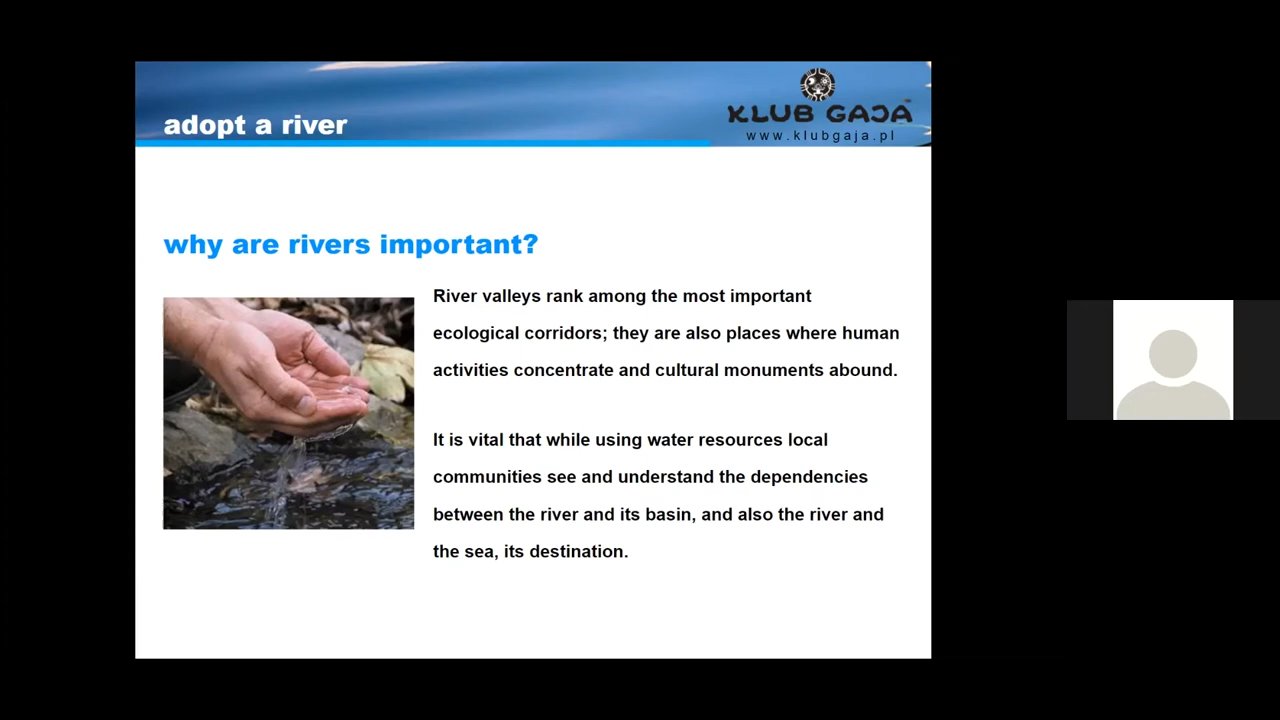 adopt a river
KLUB GAJA
www.klubgaja.pl
why are rivers important?
River valleys rank among the most important
ecological corridors; they are also places where human
activities concentrate and cultural monuments abound.
It is vital that while using water resources local
communities see and understand the dependencies
between the river and its basin, and also the river and
the sea, its destination.